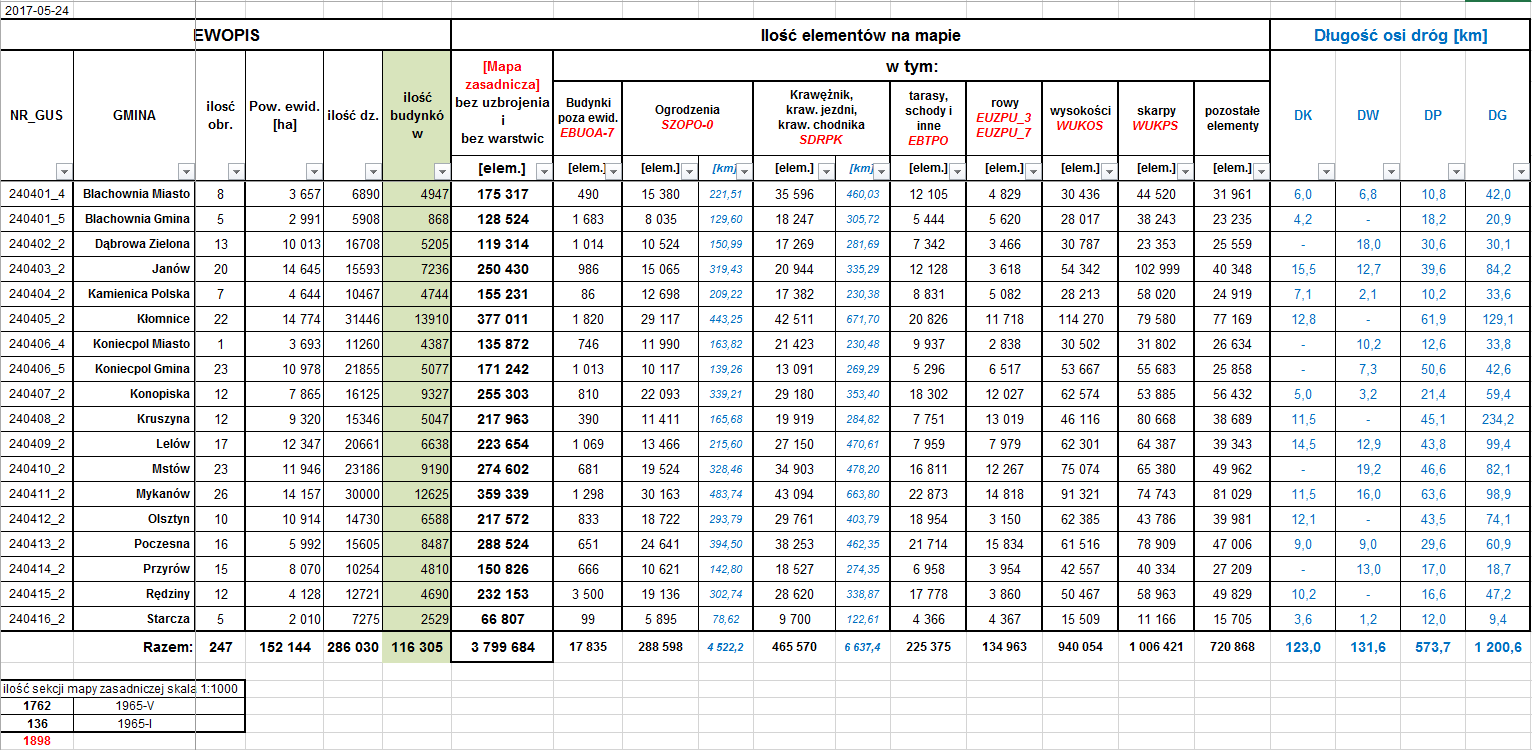 2017-05-24
EWOPIS Ilość elementów na mapie Długość osi dróg [km]
NR_GUS GMINA ilość obr. Pow. ewid. [ha] ilość dz. ilość budynkó w [Mapa zasadnicza] bez uzbrojenia i bez warstwic w tym: DK DW DP DG
Budynki poza ewid. EBUOA-7 Ogrodzenia SZOPO-0 Krawężnik, kraw. jezdni, kraw. chodnika SDRPK tarasy, schody i inne EBTPO rowy EUZPU_3 EUZPU_7 wysokości WUKOS skarpy WUKPS pozostałe elementy
[elem.] [elem.] [elem.] [km] [elem.] [km] [elem.] [elem.] [elem.] [elem.] [elem.]
240401_4 Blachownia Miasto 8 3 657 6890 4947 175 317 490 15 380 221,51 35 596 460,03 12 105 4 829 30 436 44 520 31 961 6,0 6,8 10,8 42,0
240401_5 Blachownia Gmina 5 2 991 5908 868 128 524 1 683 8 035 129,60 18 247 305,72 5 444 5 620 28 017 38 243 23 235 4,2 - 18,2 20,9
240402_2 Dąbrowa Zielona 13 10 013 16708 5205 119 314 1 014 10 524 150,99 17 269 281,69 7 342 3 466 30 787 23 353 25 559 - 18,0 30,6 30,1
240403_2 Janów 20 14 645 15593 7236 250 430 986 15 065 319,43 20 944 335,29 12 128 3 618 54 342 102 999 40 348 15,5 12,7 39,6 84,2
240404_2 Kamienica Polska 7 4 644 10467 4744 155 231 86 12 698 209,22 17 382 230,38 8 831 5 082 28 213 58 020 24 919 7,1 2,1 10,2 33,6
240405_2 Kłomnice 22 14 774 31446 13910 377 011 1 820 29 117 443,25 42 511 671,70 20 826 11 718 114 270 79 580 77 169 12,8 - 61,9 129,1
240406_4 Koniecpol Miasto 1 3 693 11260 4387 135 872 746 11 990 163,82 21 423 230,48 9 937 2 838 30 502 31 802 26 634 - 10,2 12,6 33,8
240406_5 Koniecpol Gmina 23 10 978 21855 5077 171 242 1 013 10 117 139,26 13 091 269,29 5 296 6 517 53 667 55 683 25 858 - 7,3 50,6 42,6
240407_2 Konopiska 12 7 865 16125 9327 255 303 810 22 093 339,21 29 180 353,40 18 302 12 027 62 574 53 885 56 432 5,0 3,2 21,4 59,4
240408_2 Kruszyna 12 9 320 15346 5047 217 963 390 11 411 165,68 19 919 284,82 7 751 13 019 46 116 80 668 38 689 11,5 - 45,1 234,2
240409_2 Lelów 17 12 347 20661 6638 223 654 1 069 13 466 215,60 27 150 470,61 7 959 7 979 62 301 64 387 39 343 14,5 12,9 43,8 99,4
240410_2 Mstów 23 11 946 23186 9190 274 602 681 19 524 328,46 34 903 478,20 16 811 12 267 75 074 65 380 49 962 - 19,2 46,6 82,1
240411_2 Mykanów 26 14 157 30000 12625 359 339 1 298 30 163 483,74 43 094 663,80 22 873 14 818 91 321 74 743 81 029 11,5 16,0 63,6 98,9
240412_2 Olsztyn 10 10 914 14730 6588 217 572 833 18 722 293,79 29 761 403,79 18 954 3 150 62 385 43 786 39 981 12,1 - 43,5 74,1
240413_2 Poczesna 16 5 992 15605 8487 288 524 651 24 641 394,50 38 253 462,35 21 714 15 834 61 516 78 909 47 006 9,0 9,0 29,6 60,9
240414_2 Przyrów 15 8 070 10254 4810 150 826 666 10 621 142,80 18 527 274,35 6 958 3 954 42 557 40 334 27 209 - 13,0 17,0 18,7
240415_2 Rędziny 12 4 128 12721 4690 232 153 3 500 19 136 302,74 28 620 338,87 17 778 3 860 50 467 58 963 49 829 10,2 - 16,6 47,2
240416_2 Starcza 5 2 010 7275 2529 66 807 99 5 895 78,62 9 700 122,61 4 366 4 367 15 509 11 166 15 705 3,6 1,2 12,0 9,4
Razem: 247 152 144 286 030 116 305 3 799 684 17 835 288 598 4 522,2 465 570 6 637,4 225 375 134 963 940 054 1 006 421 720 868 123,0 131,6 573,7 1 200,6
ilość sekcji mapy zasadniczej skala 1:1000
1762 1965-V
136 1965-I
1898